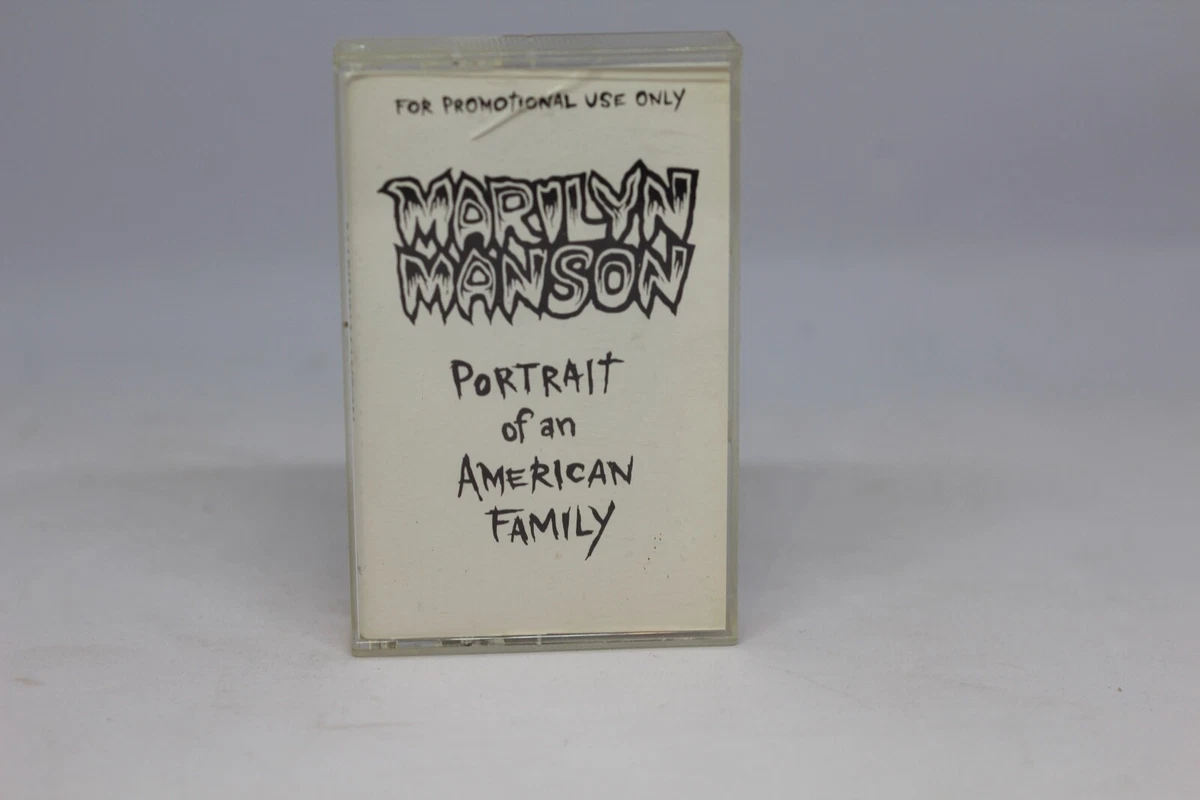 FOR PROMOTIONAL USE ONLY
MARILYN
MANSON
PORTRAIT
of an
AMERICAN
FAMILY